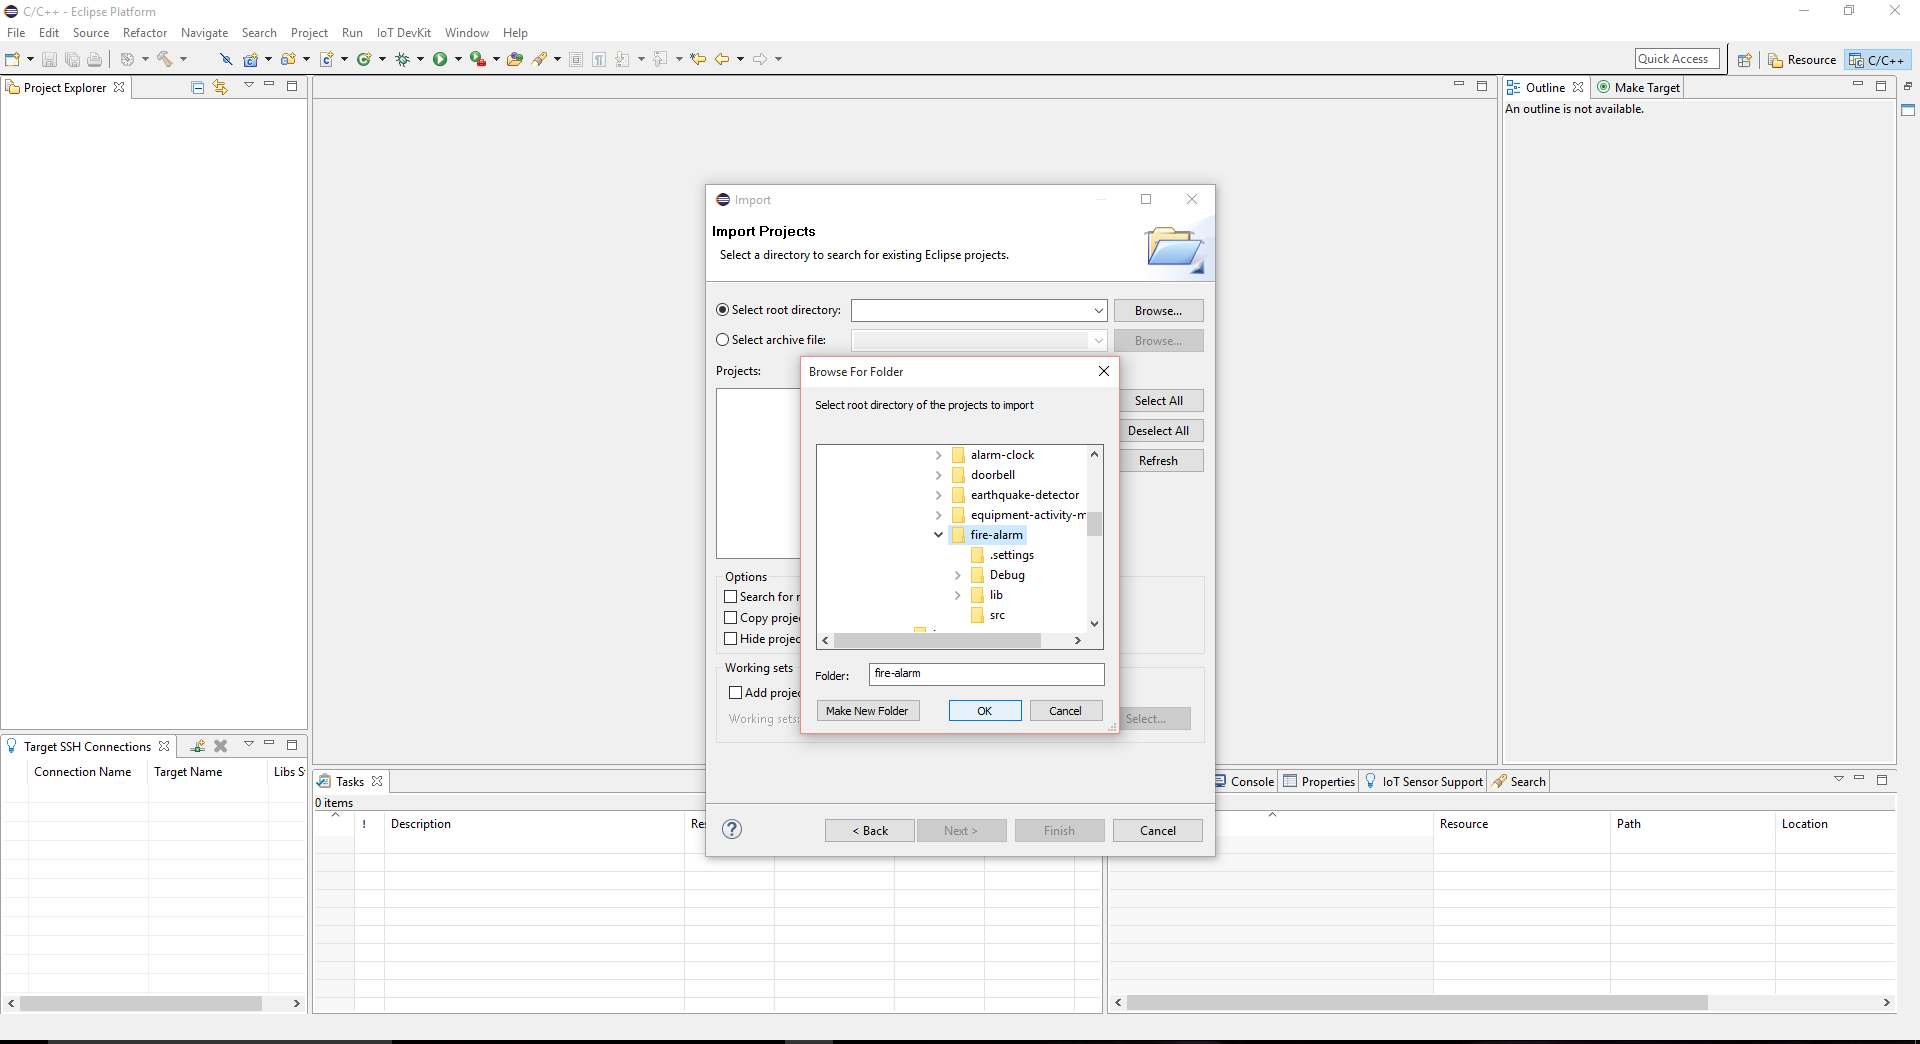 C/C++ - Eclipse Platform
File Edit Source Refactor Navigate Search Project Run IoT DevKit Window Help
Quick Access
Resource
C/C++
Project Explorer
Outline
Make Target
An outline is not available.
Import
Import Projects
Select a directory to search for existing Eclipse projects.
Select root directory:
Browse...
Select archive file:
Browse...
Projects:
Browse For Folder
Select root directory of the projects to import
Select All
Deselect All
Refresh
alarm-clock
doorbell
earthquake-detector
equipment-activity-m
fire-alarm
.settings
Debug
lib
src
Options
Search for
Copy projec
Hide projec
Working sets
Add projec
Working sets:
Select...
Folder:
fire-alarm
Make New Folder
OK
Cancel
< Back
Next >
Finish
Cancel
Target SSH Connections
Connection Name
Target Name
Libs S
Tasks
0 items
!
Description
Res
Console
Properties
IoT Sensor Support
Search
Resource
Path
Location